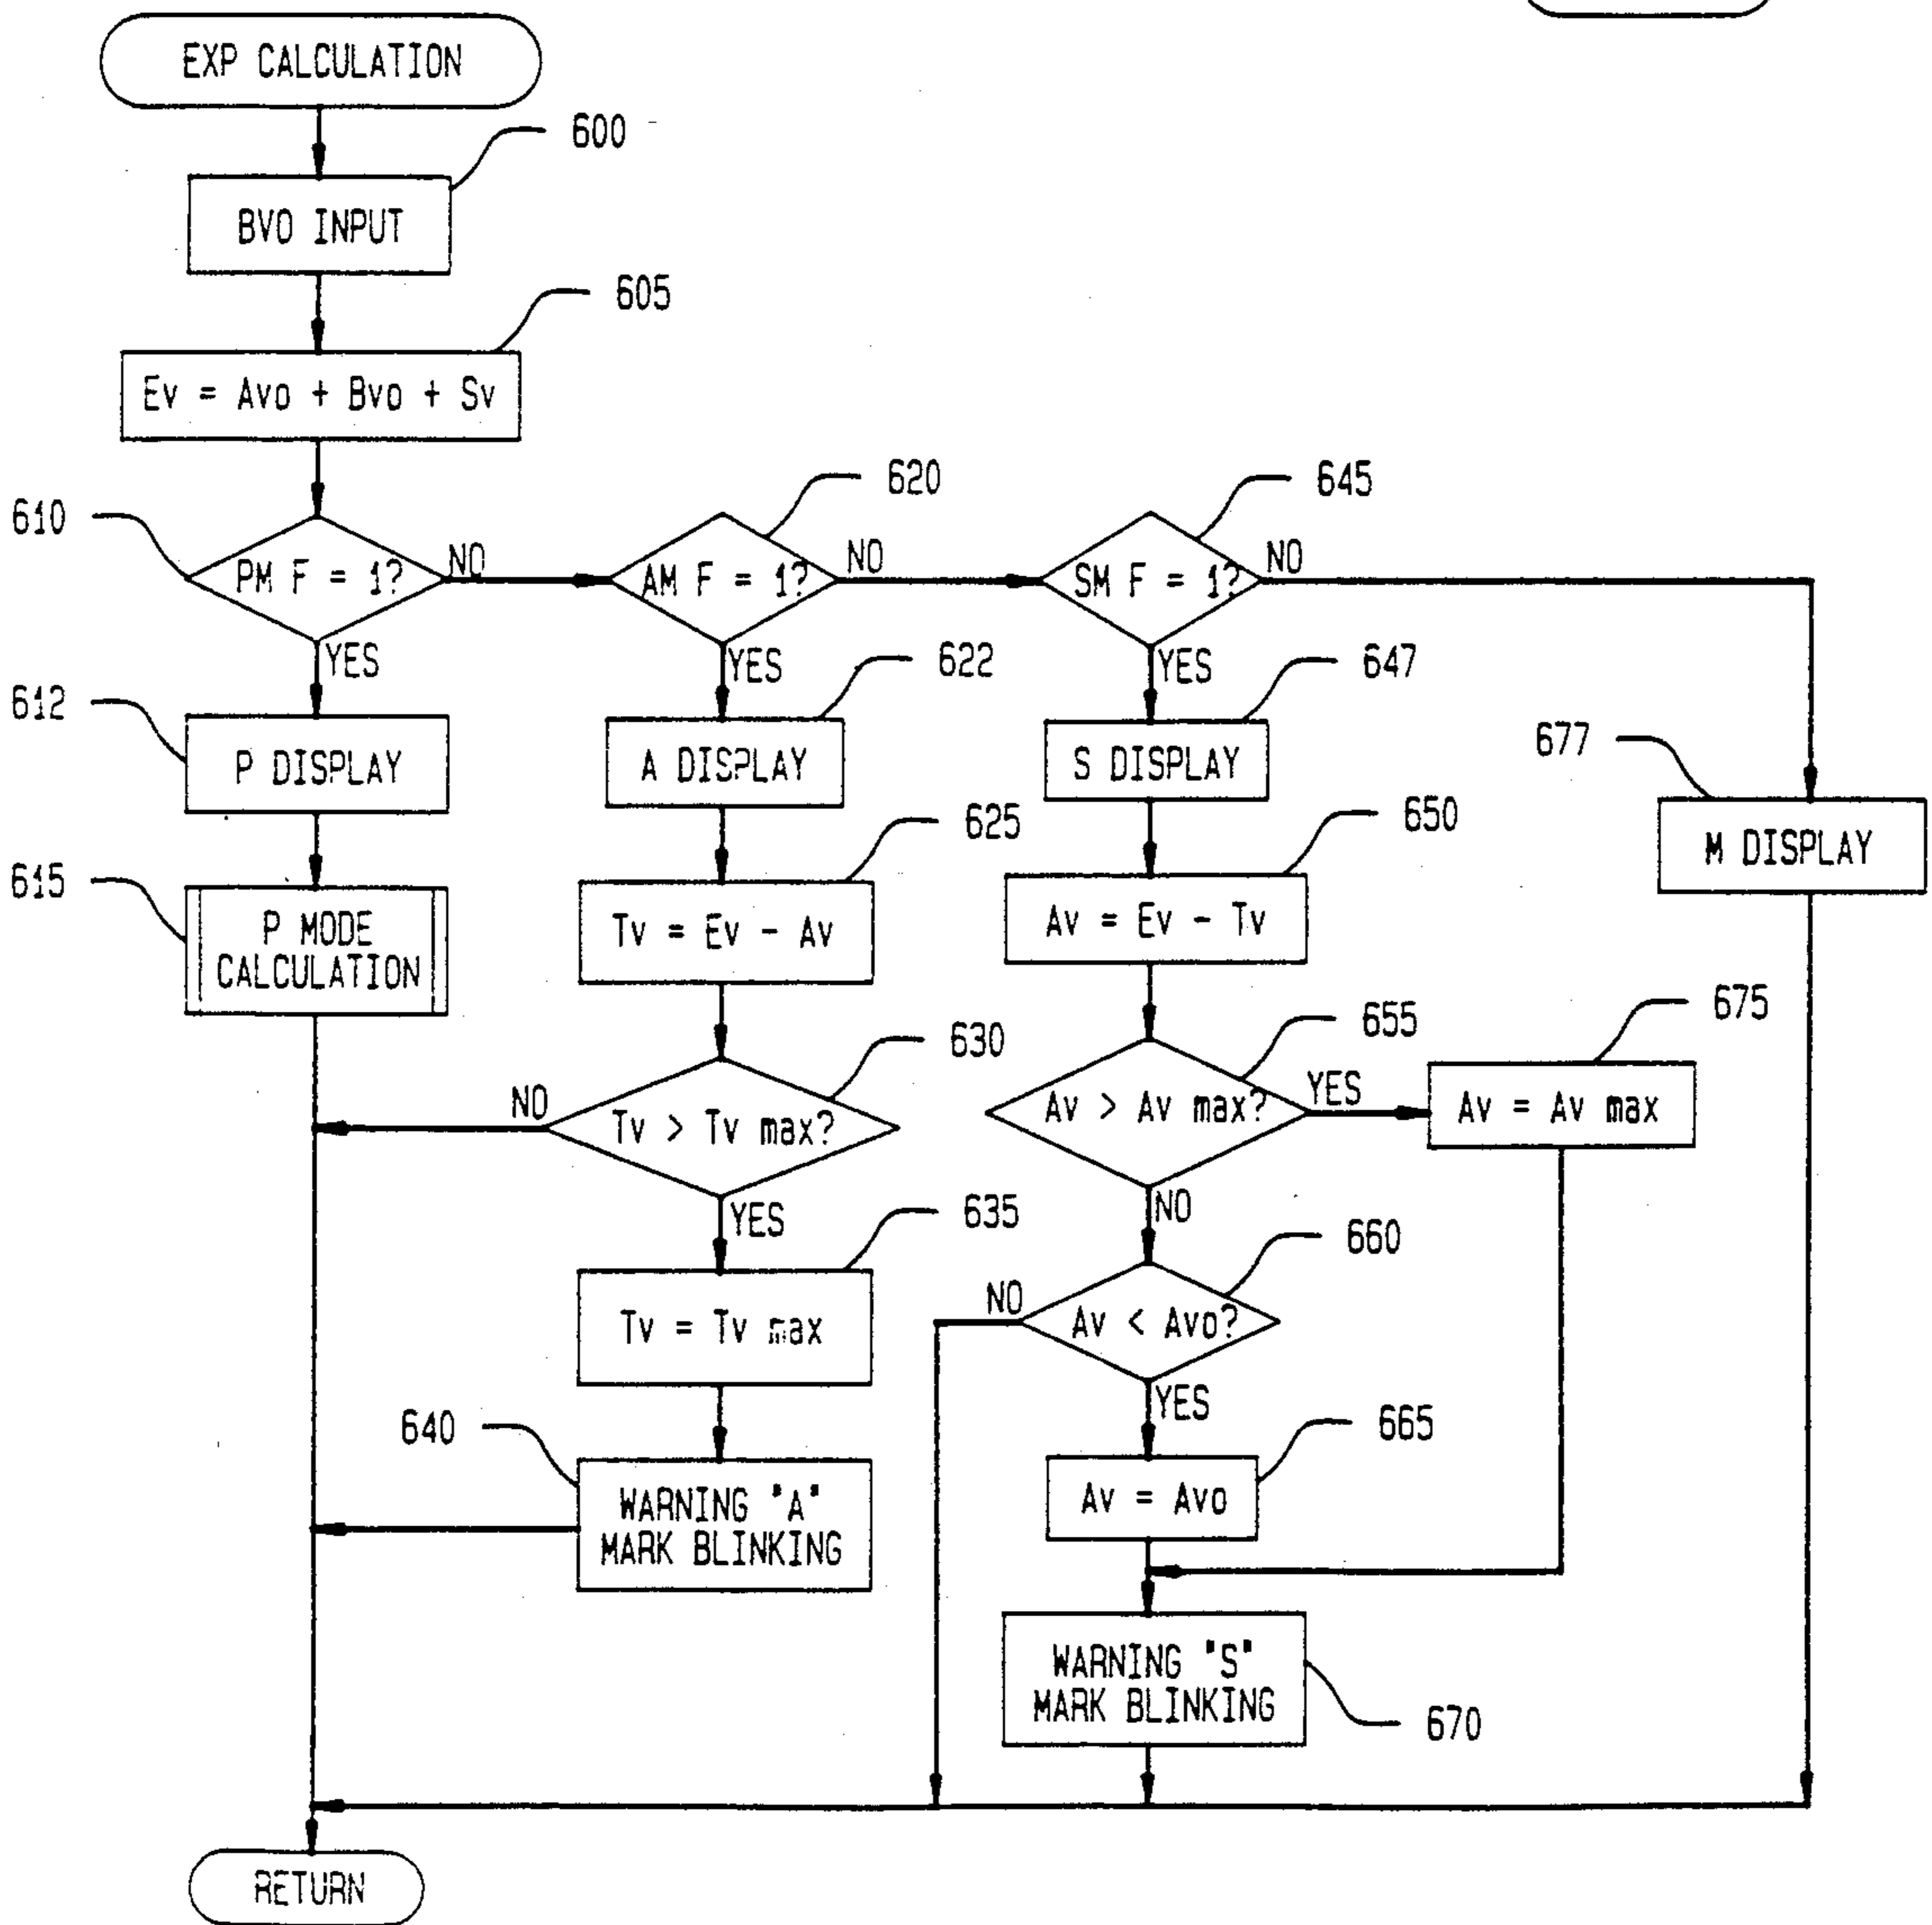 EXP CALCULATION
600
BVO INPUT
605
Ev = Avo + Bvo + Sv
610
PM F = 1?
NO
YES
620
AM F = 1?
NO
YES
645
SM F = 1?
NO
YES
612
P DISPLAY
622
A DISPLAY
647
S DISPLAY
677
M DISPLAY
615
P MODE
CALCULATION
625
Tv = Ev - Av
650
Av = Ev - Tv
630
Tv > Tv max?
NO
YES
655
Av > Av max?
YES
NO
675
Av = Av max
635
Tv = Tv max
660
Av < Avo?
NO
YES
640
WARNING "A"
MARK BLINKING
665
Av = Avo
WARNING "S"
MARK BLINKING
670
RETURN